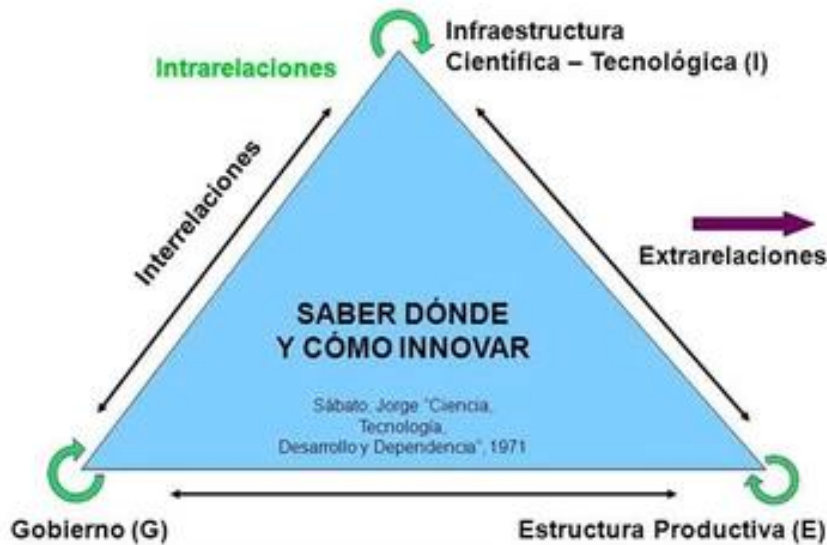 Infraestructura
Científica – Tecnológica (I)
Intrarelaciones
Interrelaciones
Extrarelaciones
SABER DÓNDE
Y CÓMO INNOVAR
Sábato, Jorge "Ciencia,
Tecnología,
Desarrollo y Dependencia", 1971
Gobierno (G)
Estructura Productiva (E)